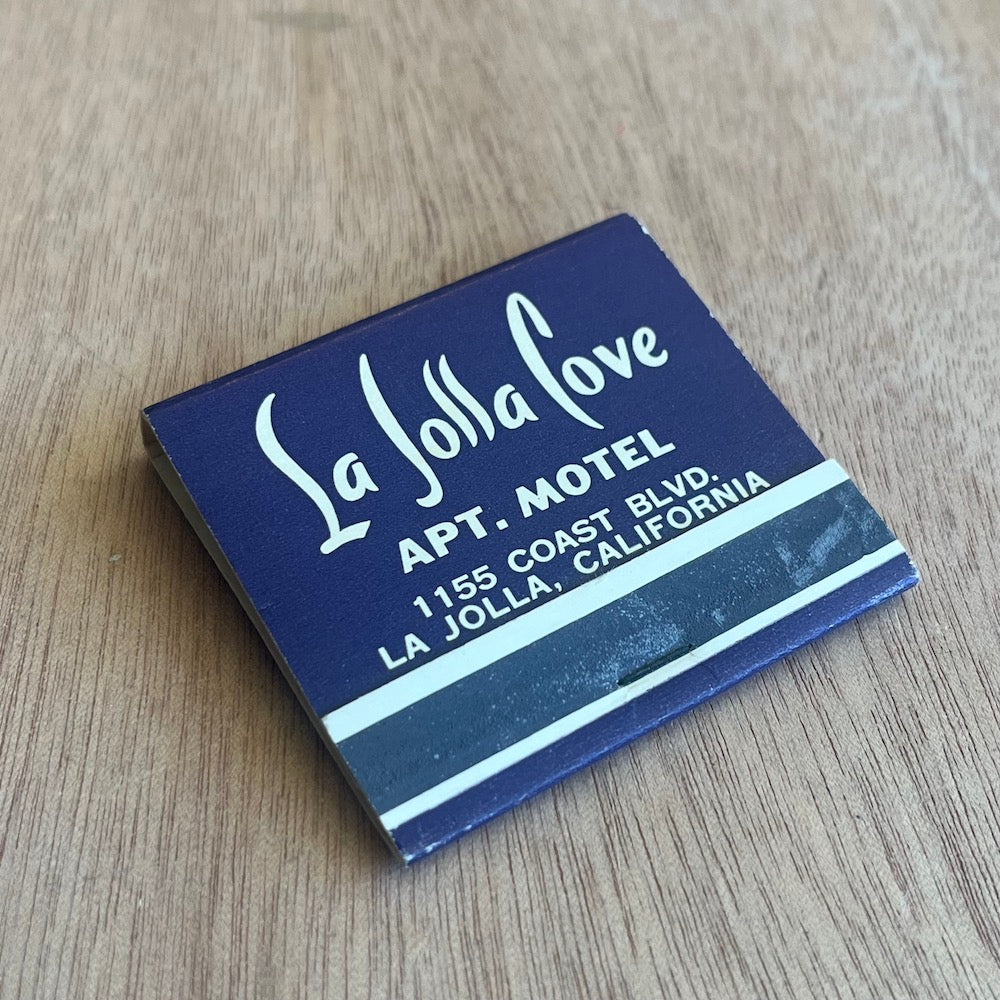 La Jolla Cove
APT. MOTEL
1155 COAST BLVD.
LA JOLLA, CALIFORNIA